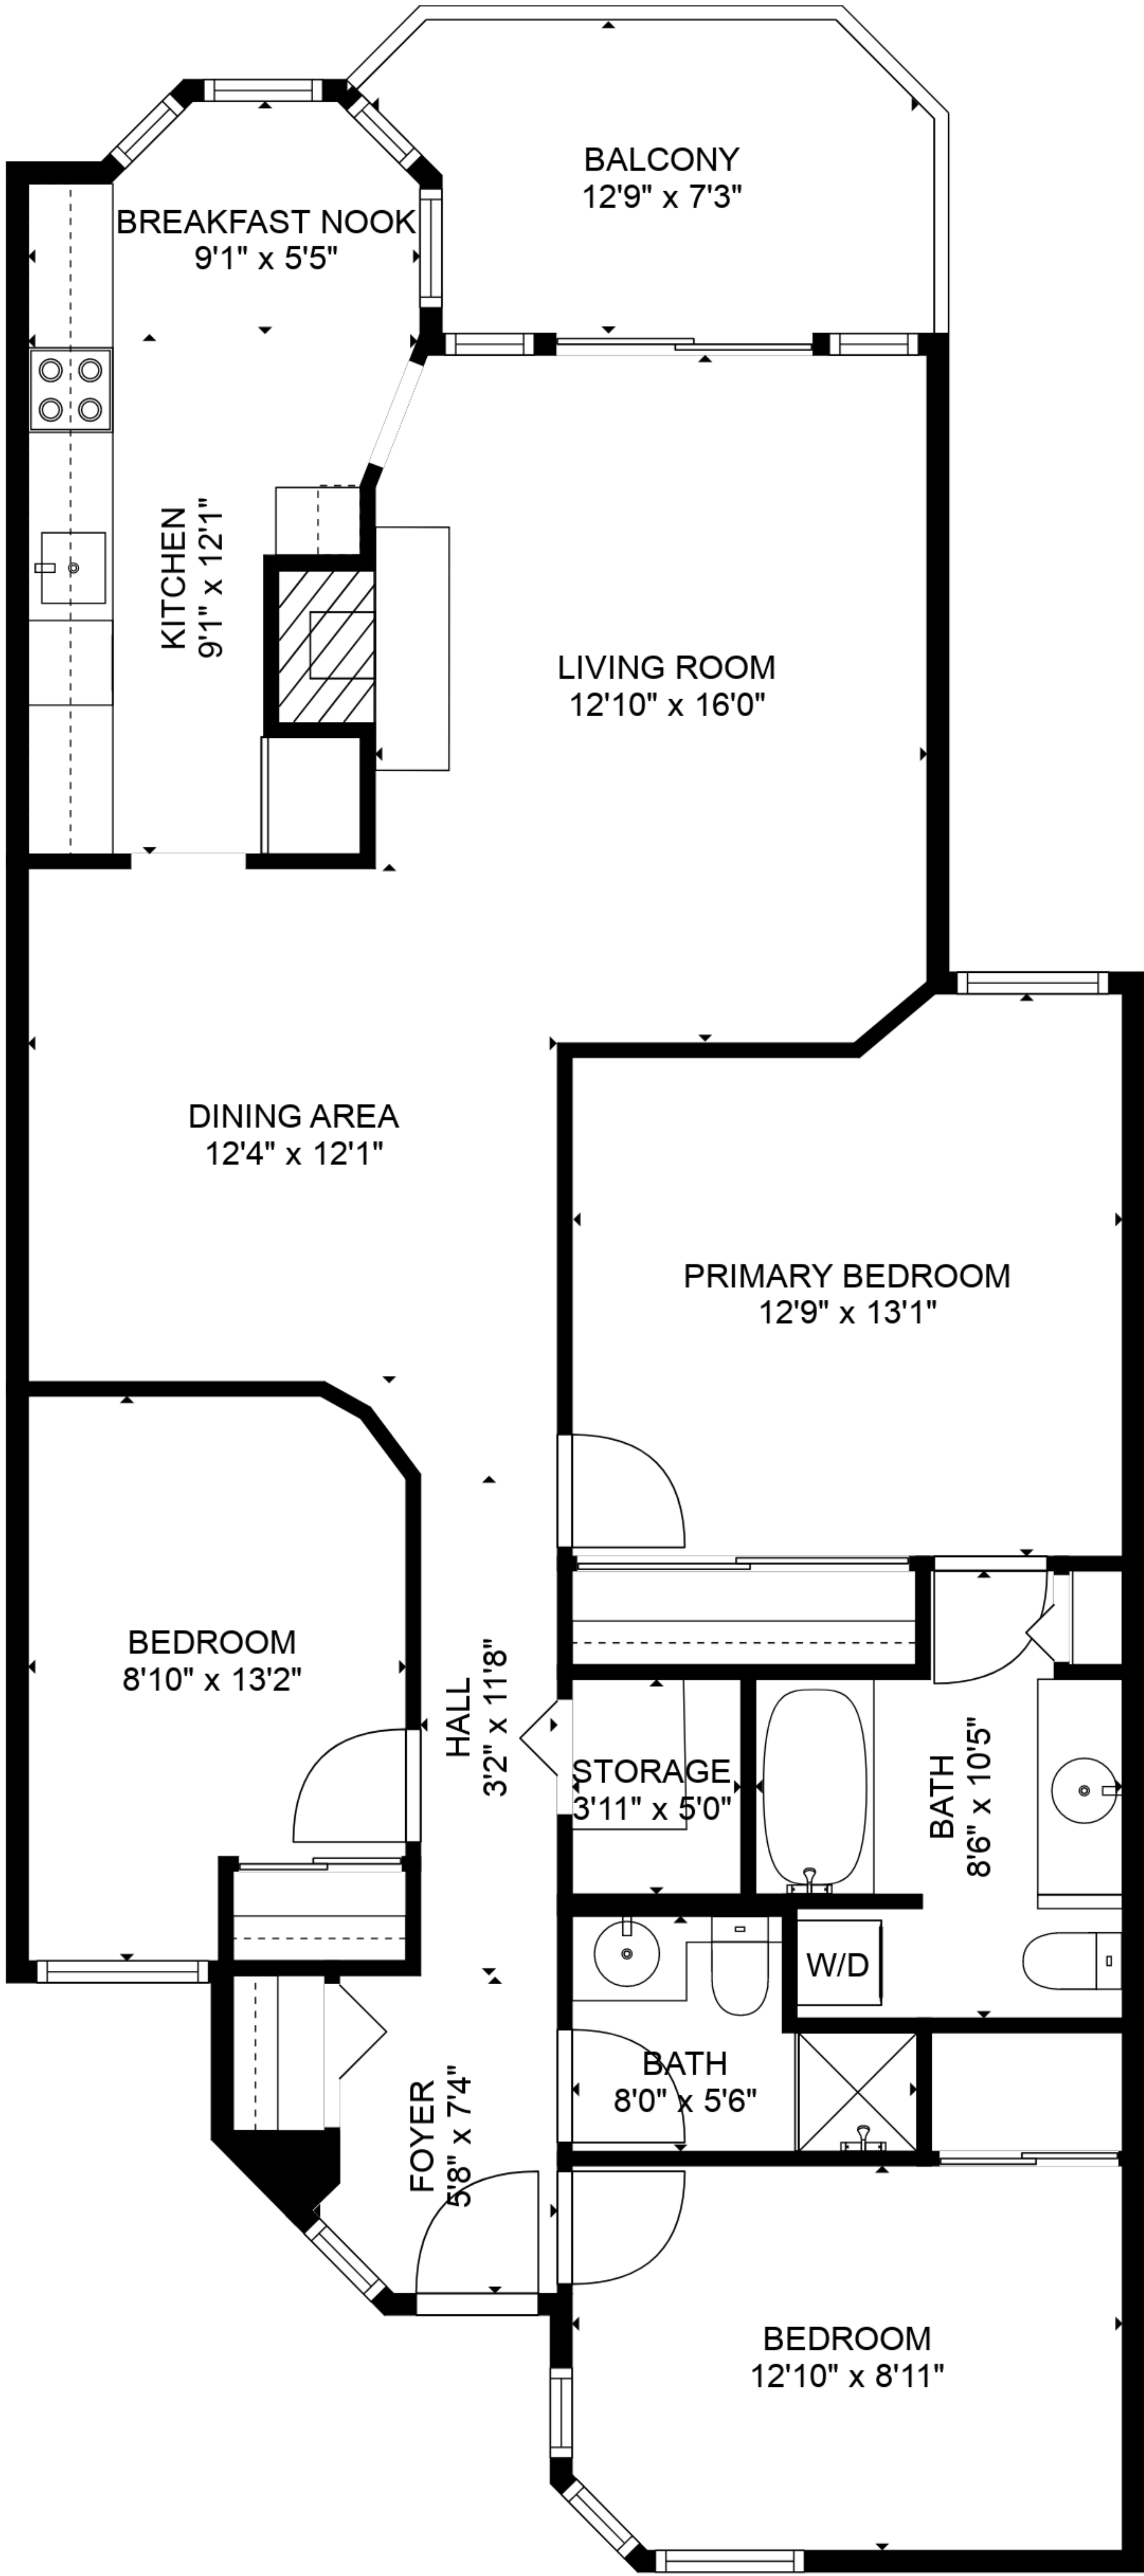 BALCONY
12'9" x 7'3"
BREAKFAST NOOK
9'1" x 5'5"
KITCHEN
9'1" x 12'1"
LIVING ROOM
12'10" x 16'0"
DINING AREA
12'4" x 12'1"
PRIMARY BEDROOM
12'9" x 13'1"
BEDROOM
8'10" x 13'2"
HALL
3'2" x 11'8"
STORAGE
3'11" x 5'0"
BATH
8'6" x 10'5"
W/D
BATH
8'0" x 5'6"
FOYER
5'8" x 7'4"
BEDROOM
12'10" x 8'11"